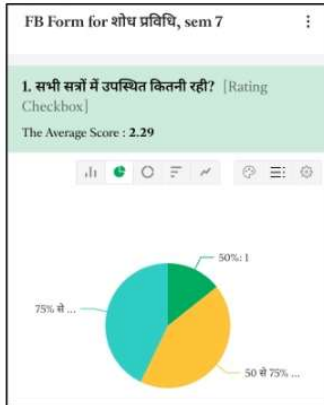 FB Form for शोध प्रविधि, sem 7
1. सभी सत्रों में उपस्थित कितनी रही? [Rating
Checkbox]
The Average Score : 2.29
50%: 1
75% से ...
50 से 75% ...